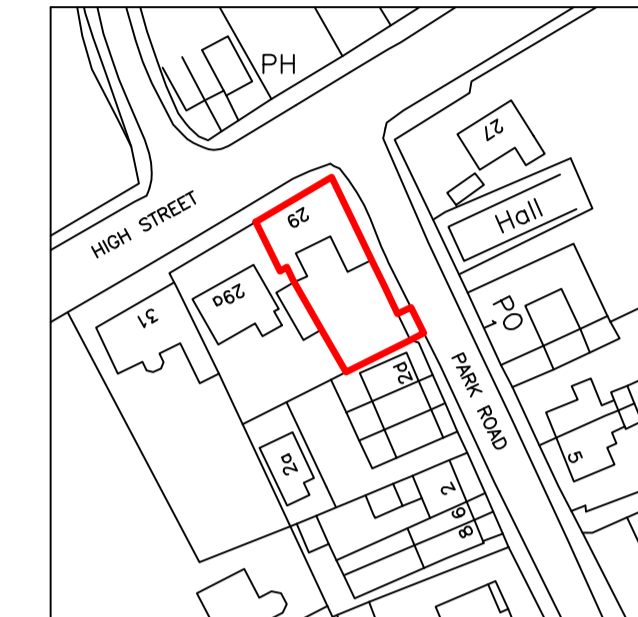 PH
27
Hall
HIGH STREET
29
29a
31
PO
1
PARK ROAD
2d
2a
5
2
6
8